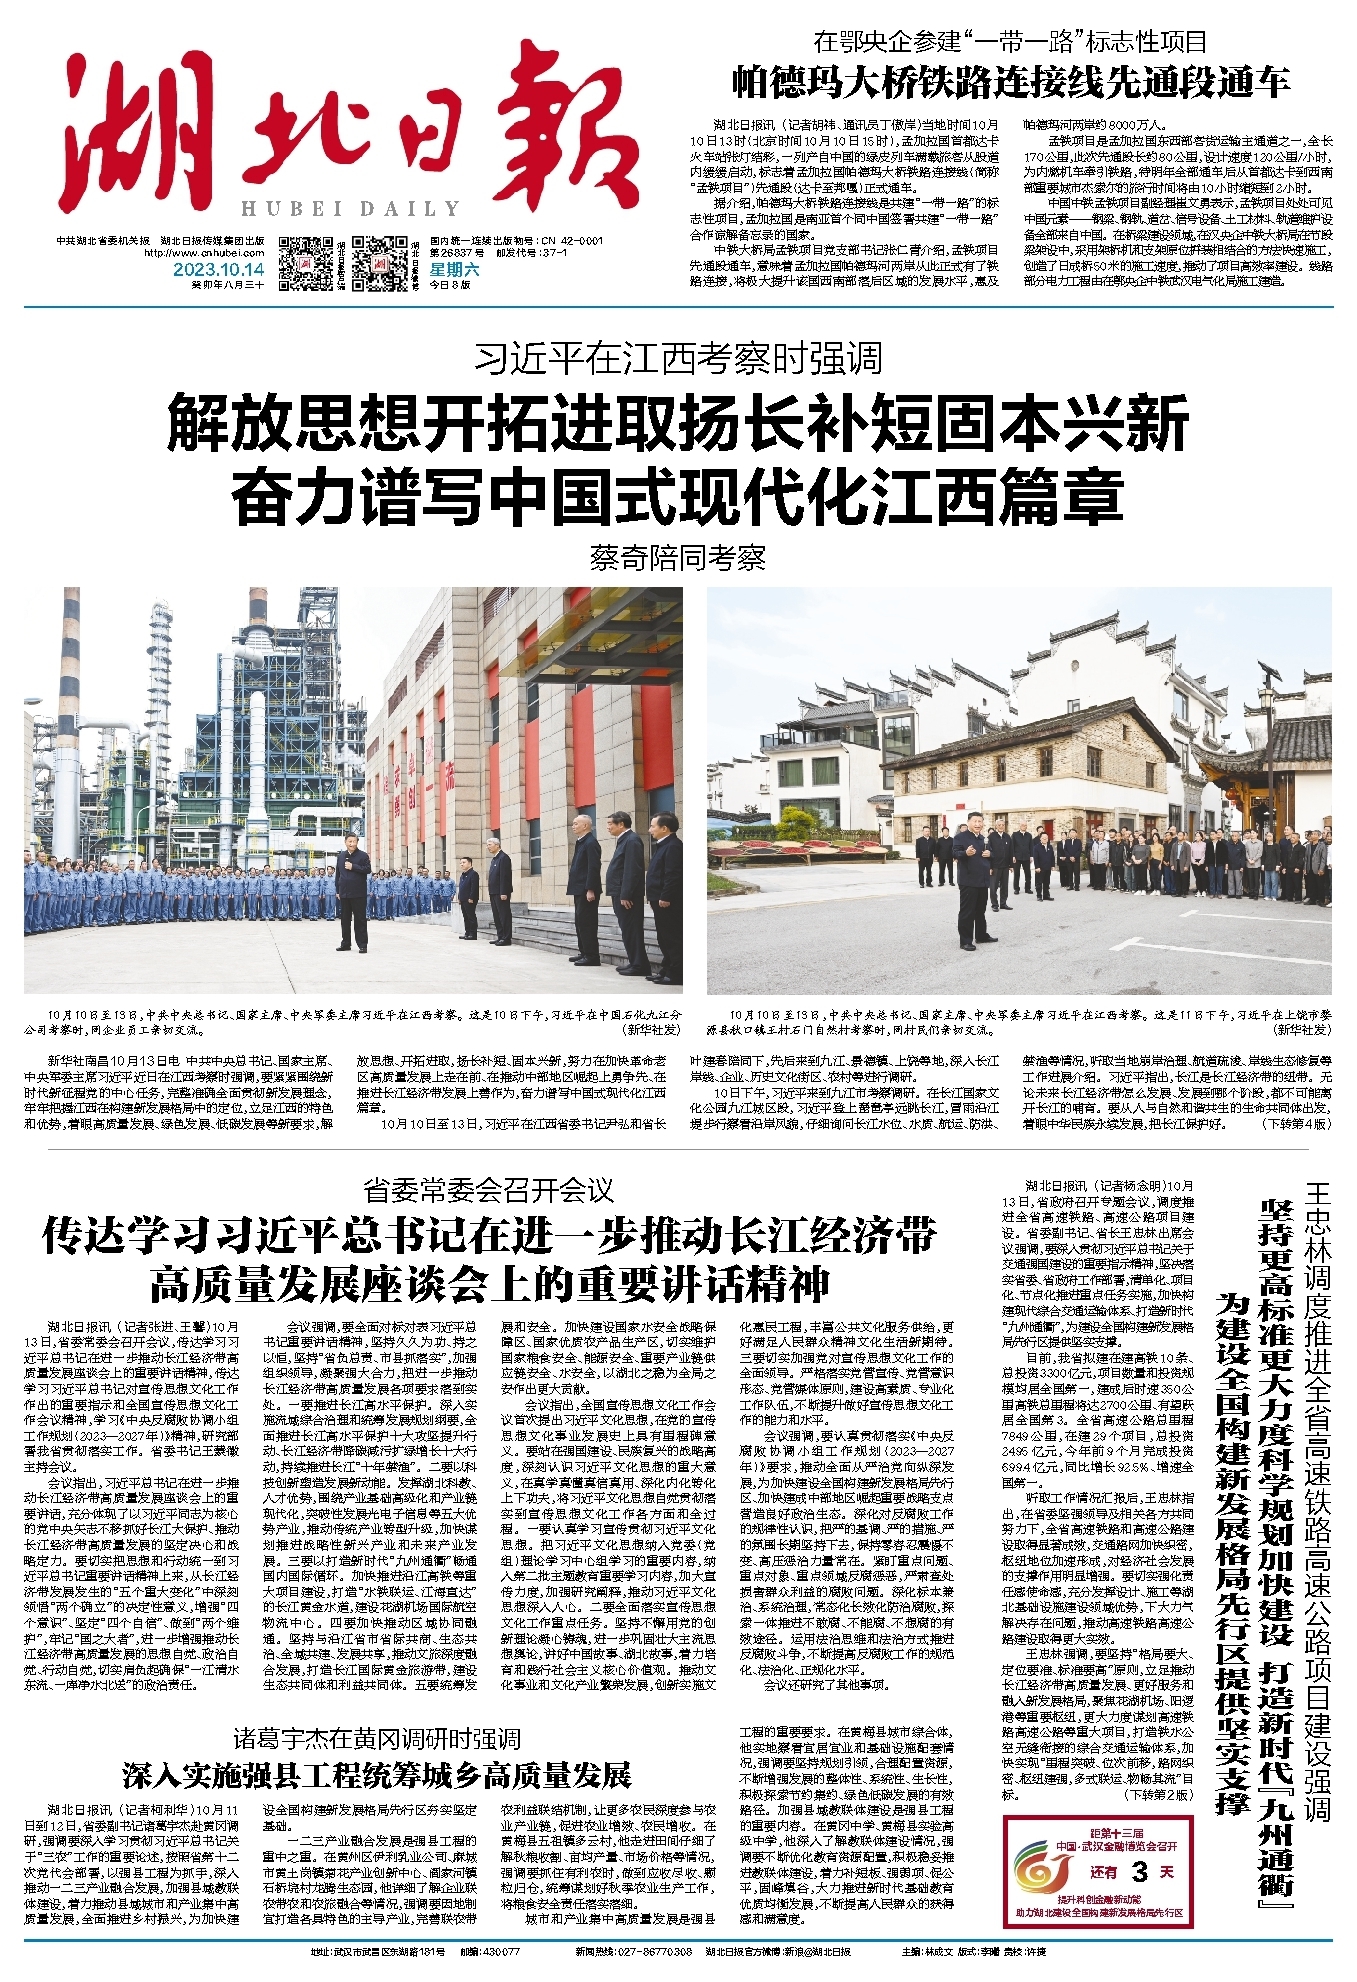 湖北日報
HUBEI DAILY
中共湖北省委机关报 湖北日报传媒集团出版
http://www.cnhubei.com
2023.10.14
癸卯年八月三十
国内统一连续出版物号:CN 42-0001
第26837号 邮发代号:37-1
星期六
今日8版
在鄂央企参建“一带一路”标志性项目
帕德玛大桥铁路连接线先通段通车
湖北日报讯(记者胡祎、通讯员丁傲岸)当地时间10月
10日13时(北京时间10月10日15时),孟加拉国首都达卡
火车站张灯结彩,一列产自中国的绿皮列车满载旅客从股道
内缓缓启动,标志着孟加拉国帕德玛大桥铁路连接线(简称
“孟铁项目”)先通段(达卡至邦嘎)正式通车。
据介绍,帕德玛大桥铁路连接线是共建“一带一路”的标
志性项目,孟加拉国是南亚首个同中国签署共建“一带一路”
合作谅解备忘录的国家。
中铁大桥局孟铁项目党支部书记张仁青介绍,孟铁项目
先通段通车,意味着孟加拉国帕德玛河两岸从此正式有了铁
路连接,将极大提升该国西南部落后区域的发展水平,惠及
帕德玛河两岸约8000万人。
孟铁项目是孟加拉国东西部客货运输主通道之一,全长
170公里,此次先通段长约80公里,设计速度120公里/小时,
为内燃机车牵引铁路,待明年全部通车后从首都达卡到西南
部重要城市杰索尔的旅行时间将由10小时缩短到2小时。
中国中铁孟铁项目副经理崔文勇表示,孟铁项目处处可见
中国元素——钢梁、钢轨、道岔、信号设备、土工材料、轨道维护设
备全部来自中国。在桥梁建设领域,在汉央企中铁大桥局在节段
梁架设中,采用架桥机和支架原位拼装相结合的方法快速施工,
创造了日成桥50米的施工速度,推动了项目高效率建设。线路
部分电力工程由在鄂央企中铁武汉电气化局施工建造。
习近平在江西考察时强调
解放思想开拓进取扬长补短固本兴新
奋力谱写中国式现代化江西篇章
蔡奇陪同考察
10月10日至13日,中共中央总书记、国家主席、中央军委主席习近平在江西考察。这是10日下午,习近平在中国石化九江分
公司考察时,同企业员工亲切交流。 (新华社发)
10月10日至13日,中共中央总书记、国家主席、中央军委主席习近平在江西考察。这是11日下午,习近平在上饶市婺
源县秋口镇王村石门自然村考察时,同村民们亲切交流。 (新华社发)
新华社南昌10月13日电 中共中央总书记、国家主席、
中央军委主席习近平近日在江西考察时强调,要紧紧围绕新
时代新征程党的中心任务,完整准确全面贯彻新发展理念,
牢牢把握江西在构建新发展格局中的定位,立足江西的特色
和优势,着眼高质量发展、绿色发展、低碳发展等新要求,解
放思想、开拓进取,扬长补短、固本兴新,努力在加快革命老
区高质量发展上走在前、在推动中部地区崛起上勇争先、在
推进长江经济带发展上善作为,奋力谱写中国式现代化江西
篇章。
10月10日至13日,习近平在江西省委书记尹弘和省长
叶建春陪同下,先后来到九江、景德镇、上饶等地,深入长江
岸线、企业、历史文化街区、农村等进行调研。
10日下午,习近平来到九江市考察调研。在长江国家文
化公园九江城区段,习近平登上琵琶亭远眺长江,冒雨沿江
堤步行察看沿岸风貌,仔细询问长江水位、水质、航运、防洪、
禁渔等情况,听取当地崩岸治理、航道疏浚、岸线生态修复等
工作进展介绍。习近平指出,长江是长江经济带的纽带。无
论未来长江经济带怎么发展、发展到哪个阶段,都不可能离
开长江的哺育。要从人与自然和谐共生的生命共同体出发,
着眼中华民族永续发展,把长江保护好。 (下转第4版)
省委常委会召开会议
传达学习习近平总书记在进一步推动长江经济带
高质量发展座谈会上的重要讲话精神
湖北日报讯(记者张进、王馨)10月
13日,省委常委会召开会议,传达学习习
近平总书记在进一步推动长江经济带高
质量发展座谈会上的重要讲话精神,传达
学习习近平总书记对宣传思想文化工作
作出的重要指示和全国宣传思想文化工
作会议精神,学习《中央反腐败协调小组
工作规划(2023—2027年)》精神,研究部
署我省贯彻落实工作。省委书记王蒙徽
主持会议。
会议指出,习近平总书记在进一步推
动长江经济带高质量发展座谈会上的重
要讲话,充分体现了以习近平同志为核心
的党中央矢志不移抓好长江大保护、推动
长江经济带高质量发展的坚定决心和战
略定力。要切实把思想和行动统一到习
近平总书记重要讲话精神上来,从长江经
济带发展发生的“五个重大变化”中深刻
领悟“两个确立”的决定性意义,增强“四
个意识”、坚定“四个自信”、做到“两个维
护”,牢记“国之大者”,进一步增强推动长
江经济带高质量发展的思想自觉、政治自
觉、行动自觉,切实肩负起确保“一江清水
东流、一库净水北送”的政治责任。
会议强调,要全面对标对表习近平总
书记重要讲话精神,坚持久久为功、持之
以恒,坚持“省负总责、市县抓落实”,加强
组织领导,凝聚强大合力,把进一步推动
长江经济带高质量发展各项要求落到实
处。一要推进长江高水平保护。深入实
施流域综合治理和统筹发展规划纲要,全
面推进长江高水平保护十大攻坚提升行
动、长江经济带降碳减污扩绿增长十大行
动,持续推进长江“十年禁渔”。二要以科
技创新塑造发展新动能。发挥湖北科教、
人才优势,围绕产业基础高级化和产业链
现代化,突破性发展光电子信息等五大优
势产业,推动传统产业转型升级,加快谋
划推进战略性新兴产业和未来产业发
展。三要以打造新时代“九州通衢”畅通
国内国际循环。加快推进沿江高铁等重
大项目建设,打造“水铁联运、江海直达”
的长江黄金水道,建设花湖机场国际航空
物流中心。四要加快推动区域协同融
通。坚持与沿江省市省际共商、生态共
治、全域共建、发展共享,推动文旅深度融
合发展,打造长江国际黄金旅游带,建设
生态共同体和利益共同体。五要统筹发
展和安全。加快建设国家水安全战略保
障区、国家优质农产品生产区,切实维护
国家粮食安全、能源安全、重要产业链供
应链安全、水安全,以湖北之稳为全局之
安作出更大贡献。
会议指出,全国宣传思想文化工作会
议首次提出习近平文化思想,在党的宣传
思想文化事业发展史上具有里程碑意
义。要站在强国建设、民族复兴的战略高
度,深刻认识习近平文化思想的重大意
义,在真学真懂真信真用、深化内化转化
上下功夫,将习近平文化思想自觉贯彻落
实到宣传思想文化工作各方面和全过
程。一要认真学习宣传贯彻习近平文化
思想。把习近平文化思想纳入党委(党
组)理论学习中心组学习的重要内容,纳
入第二批主题教育重要学习内容,加大宣
传力度,加强研究阐释,推动习近平文化
思想深入人心。二要全面落实宣传思想
文化工作重点任务。坚持不懈用党的创
新理论凝心铸魂,进一步巩固壮大主流思
想舆论,讲好中国故事、湖北故事,着力培
育和践行社会主义核心价值观。推动文
化事业和文化产业繁荣发展,创新实施文
化惠民工程,丰富公共文化服务供给,更
好满足人民群众精神文化生活新期待。
三要切实加强党对宣传思想文化工作的
全面领导。严格落实党管宣传、党管意识
形态、党管媒体原则,建设高素质、专业化
工作队伍,不断提升做好宣传思想文化工
作的能力和水平。
会议强调,要认真贯彻落实《中央反
腐败协调小组工作规划(2023—2027
年)》要求,推动全面从严治党向纵深发
展,为加快建设全国构建新发展格局先行
区、加快建成中部地区崛起重要战略支点
营造良好政治生态。深化对反腐败工作
的规律性认识,把严的基调、严的措施、严
的氛围长期坚持下去,保持零容忍震慑不
变、高压惩治力量常在。紧盯重点问题、
重点对象、重点领域反腐惩恶,严肃查处
损害群众利益的腐败问题。深化标本兼
治、系统治理,常态化长效化防治腐败,探
索一体推进不敢腐、不能腐、不想腐的有
效途径。运用法治思维和法治方式推进
反腐败斗争,不断提高反腐败工作的规范
化、法治化、正规化水平。
会议还研究了其他事项。
王忠林调度推进全省高速铁路高速公路项目建设强调
坚持更高标准更大力度科学规划加快建设 打造新时代『九州通衢』
为建设全国构建新发展格局先行区提供坚实支撑
湖北日报讯(记者杨念明)10月
13日,省政府召开专题会议,调度推
进全省高速铁路、高速公路项目建
设。省委副书记、省长王忠林出席会
议强调,要深入贯彻习近平总书记关于
交通强国建设的重要指示精神,坚决落
实省委、省政府工作部署,清单化、项目
化、节点化推进重点任务实施,加快构
建现代综合交通运输体系、打造新时代
“九州通衢”,为建设全国构建新发展格
局先行区提供坚实支撑。
目前,我省拟建在建高铁10条、
总投资3300亿元,项目数量和投资规
模均居全国第一,建成后时速350公
里高铁总里程将达2700公里、有望跃
居全国第3。全省高速公路总里程
7849公里,在建29个项目,总投资
2495亿元,今年前9个月完成投资
699.4亿元,同比增长92.5%、增速全
国第一。
听取工作情况汇报后,王忠林指
出,在省委坚强领导及相关各方共同
努力下,全省高速铁路和高速公路建
设取得显著成效,交通路网加快织密,
枢纽地位加速形成,对经济社会发展
的支撑作用明显增强。要切实强化责
任感使命感,充分发挥设计、施工等湖
北基础设施建设领域优势,下大力气
解决存在问题,推动高速铁路高速公
路建设取得更大实效。
王忠林强调,要坚持“格局要大、
定位要准、标准要高”原则,立足推动
长江经济带高质量发展、更好服务和
融入新发展格局,聚焦花湖机场、阳逻
港等重要枢纽,更大力度谋划高速铁
路高速公路等重大项目,打造铁水公
空无缝衔接的综合交通运输体系,加
快实现“里程突破、位次前移,路网织
密、枢纽建强,多式联运、物畅其流”目
标。 (下转第2版)
诸葛宇杰在黄冈调研时强调
深入实施强县工程统筹城乡高质量发展
湖北日报讯(记者柯利华)10月11
日到12日,省委副书记诸葛宇杰赴黄冈调
研,强调要深入学习贯彻习近平总书记关
于“三农”工作的重要论述,按照省第十二
次党代会部署,以强县工程为抓手,深入
推动一二三产业融合发展,加强县域教联
体建设,着力推动县域城市和产业集中高
质量发展,全面推进乡村振兴,为加快建
设全国构建新发展格局先行区夯实坚定
基础。
一二三产业融合发展是强县工程的
重中之重。在黄州区伊利乳业公司、麻城
市黄土岗镇菊花产业创新中心、阎家河镇
石桥垸村龙腾生态园,他详细了解企业联
农带农和农旅融合等情况,强调要因地制
宜打造各具特色的主导产业,完善联农带
农利益联结机制,让更多农民深度参与农
业产业链,促进农业增效、农民增收。在
黄梅县五祖镇多云村,他走进田间仔细了
解秋粮收割、亩均产量、市场价格等情况,
强调要抓住有利农时,做到应收尽收、颗
粒归仓,统筹谋划好秋季农业生产工作,
将粮食安全责任落实落细。
城市和产业集中高质量发展是强县
工程的重要要求。在黄梅县城市综合体,
他实地察看宜居宜业和基础设施配套情
况,强调要坚持规划引领,合理配置资源,
不断增强发展的整体性、系统性、生长性,
积极探索节约集约、绿色低碳发展的有效
路径。加强县域教联体建设是强县工程
的重要内容。在黄冈中学、黄梅县实验高
级中学,他深入了解教联体建设情况,强
调要不断优化教育资源配置,积极稳妥推
进教联体建设,着力补短板、强弱项、促公
平,固峰填谷,大力推进新时代基础教育
优质均衡发展,不断提高人民群众的获得
感和满意度。
距第十三届
中国·武汉金融博览会召开
还有 3 天
提升科创金融新动能
助力湖北建设全国构建新发展格局先行区
地址:武汉市武昌区东湖路181号 邮编:430077 新闻热线:027-86770308 湖北日报官方微博:新浪@湖北日报 主编:林成文 版式:李曙 责校:许捷